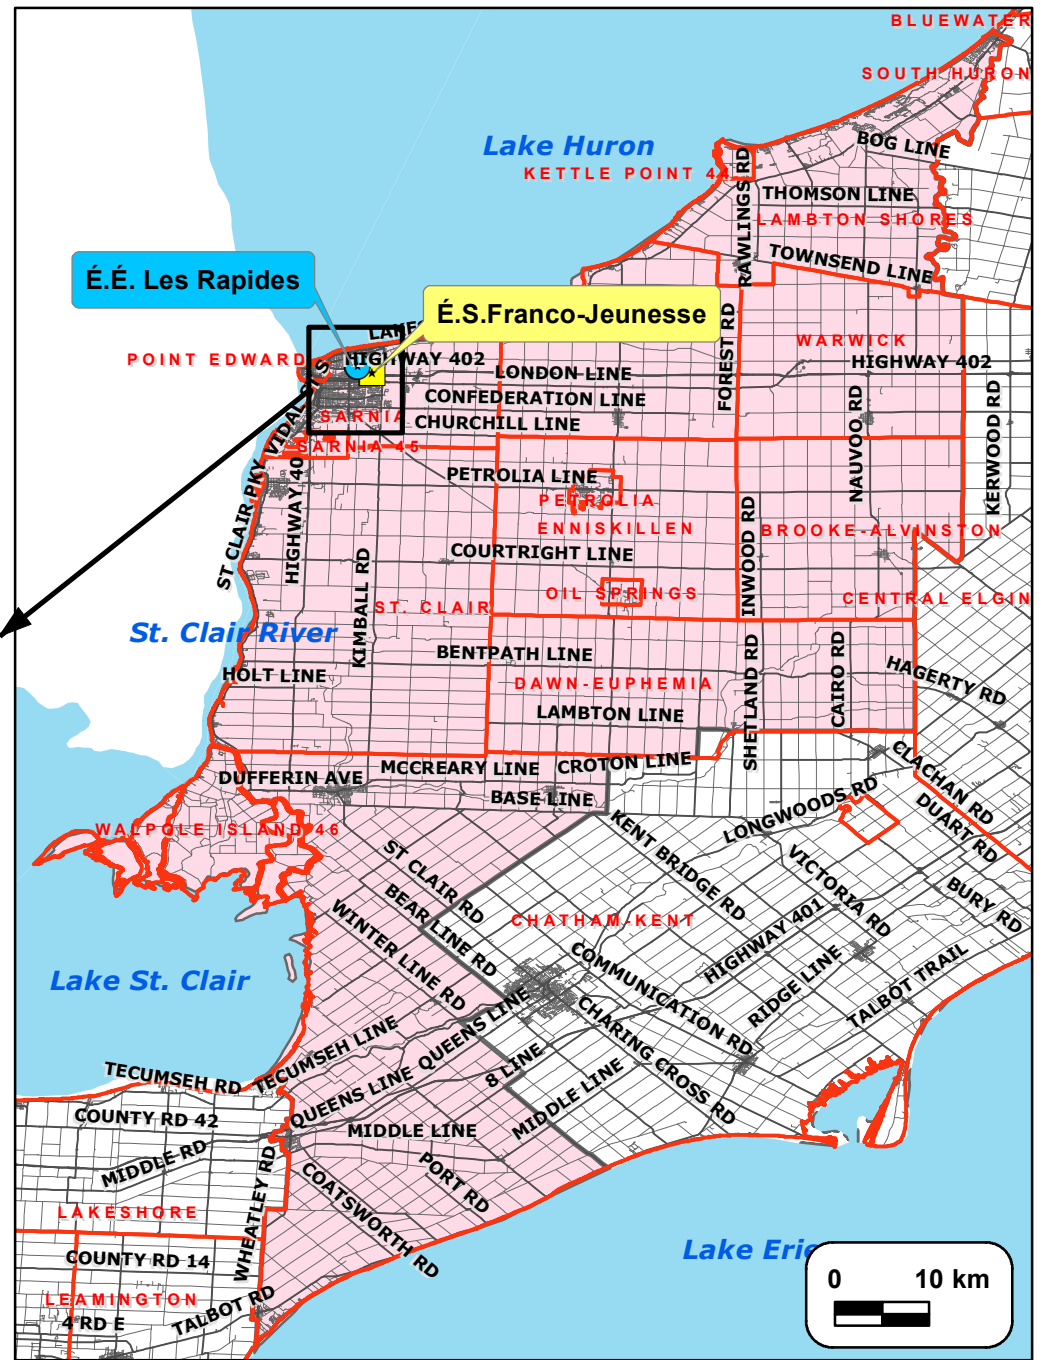 BLUEWATER
SOUTH HURON
BOG LINE
Lake Huron
KETTLE POINT 44
RAWLINGS RD
THOMSON LINE
LAMBTON SHORES
TOWNSEND LINE
É.É. Les Rapides
É.S.Franco-Jeunesse
FOREST RD
WARWICK
POINT EDWARD
HIGHWAY 402
HIGHWAY 402
LONDON LINE
CONFEDERATION LINE
SARNIA
CHURCHILL LINE
NAUVOO RD
KERWOOD RD
SARNIA 45
ST CLAIR PKY
HIGHWAY 40
PETROLIA LINE
PETROLIA
ENNISKILLEN
INWOOD RD
BROOKE-ALVINSTON
COURTRIGHT LINE
KIMBALL RD
ST. CLAIR
OIL SPRINGS
CENTRAL ELGIN
St. Clair River
BENTPATH LINE
HOLT LINE
DAWN-EUPHEMIA
SHETLAND RD
CAIRO RD
HAGERTY RD
LAMBTON LINE
CROTON LINE
MCCREARY LINE
DUFFERIN AVE
BASE LINE
CLACHAN RD
LONGWOODS RD
DUART RD
WALPOLE ISLAND 46
KENT BRIDGE RD
VICTORIA RD
ST CLAIR RD
BEAR LINE RD
BURY RD
WINTER LINE RD
CHATHAM-KENT
HIGHWAY 401
COMMUNICATION RD
RIDGE LINE
TALBOT TRAIL
Lake St. Clair
QUEENS LINE
CHARING CROSS RD
TECUMSEH RD
TECUMSEH LINE
8 LINE
QUEENS LINE
MIDDLE LINE
COUNTY RD 42
MIDDLE LINE
MIDDLE RD
PORT RD
COATSWORTH RD
WHEATLEY RD
LAKESHORE
COUNTY RD 14
Lake Erie
LEAMINGTON
TALBOT RD
4 RD E
0 10 km